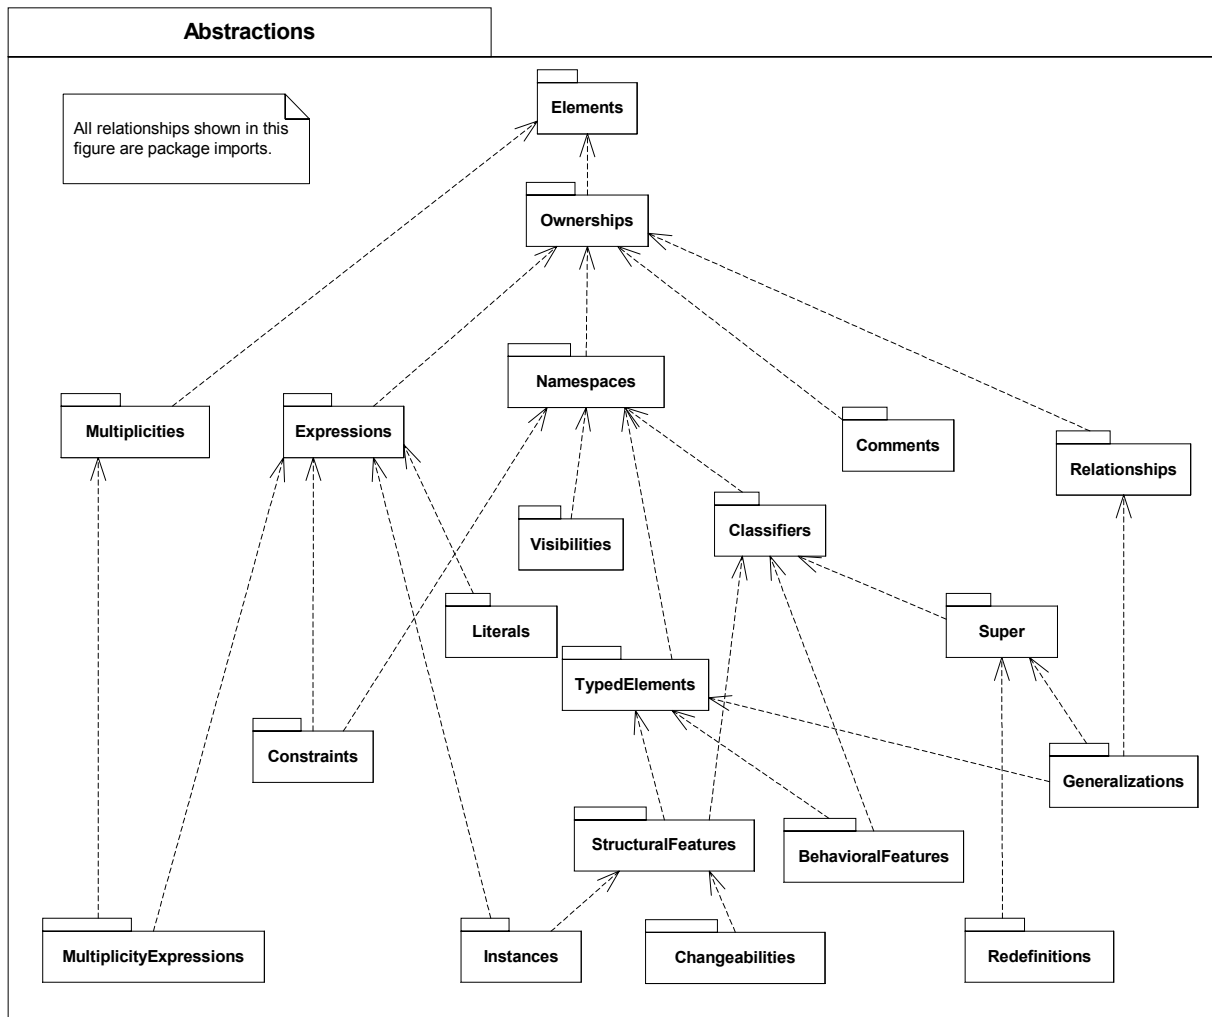 Abstractions
All relationships shown in this
figure are package imports.
Elements
Ownerships
Namespaces
Multiplicities
Expressions
Comments
Relationships
Visibilities
Classifiers
Literals
Super
TypedElements
Constraints
Generalizations
StructuralFeatures
BehavioralFeatures
MultiplicityExpressions
Instances
Changeabilities
Redefinitions